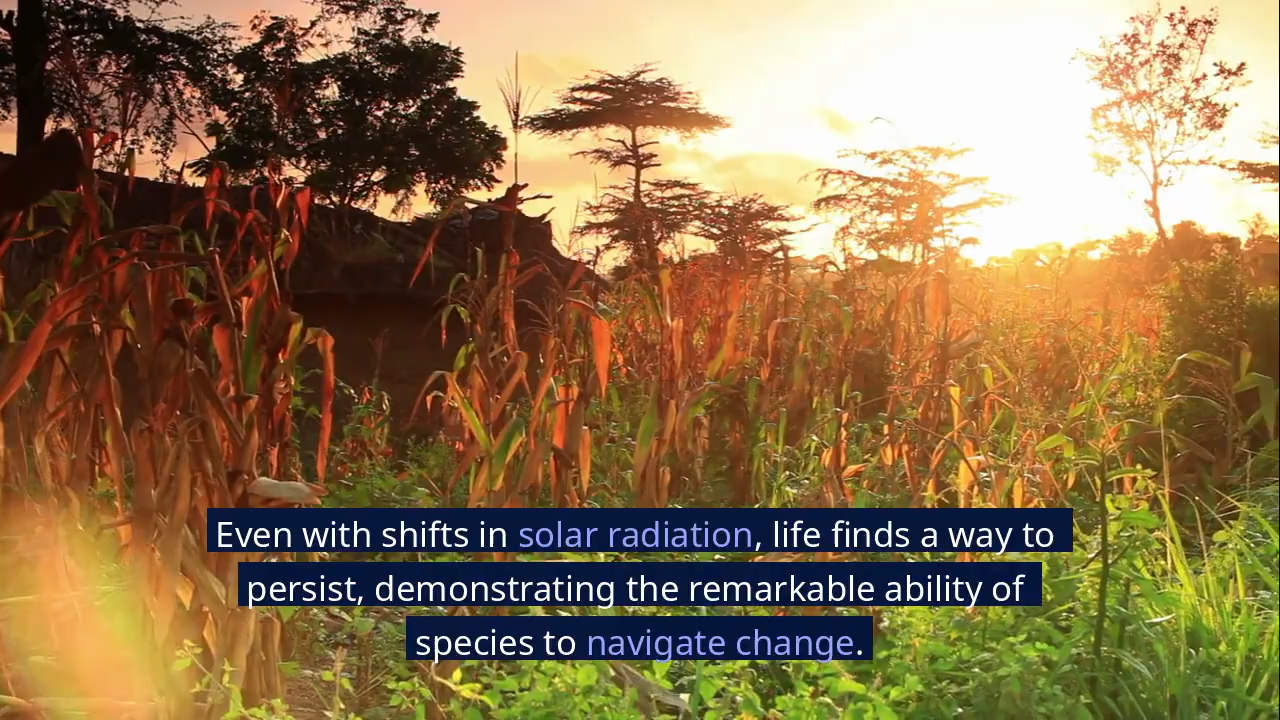 Even with shifts in solar radiation, life finds a way to
persist, demonstrating the remarkable ability of
species to navigate change.